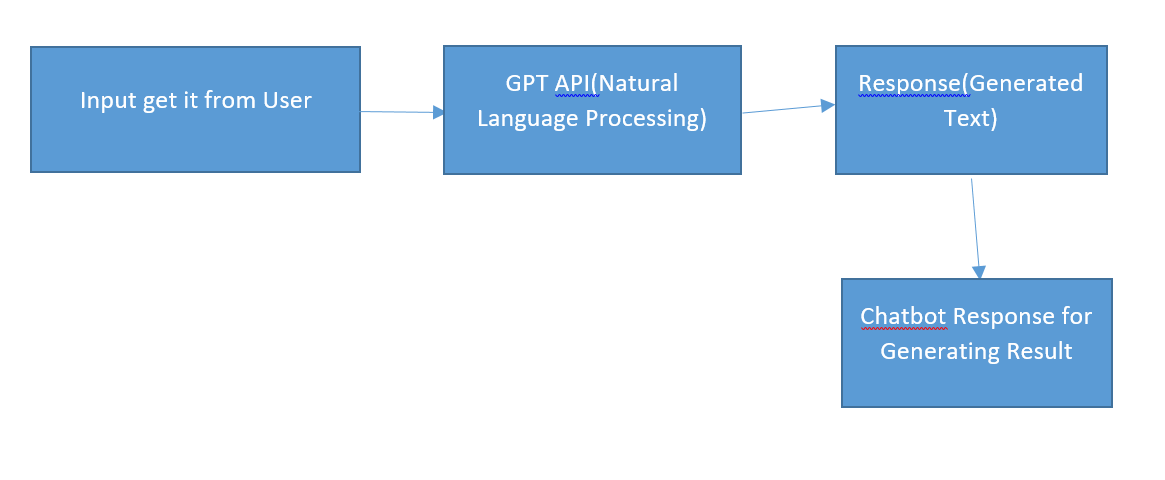 Input get it from User
GPT API(Natural
Language Processing)
Response(Generated
Text)
Chatbot Response for
Generating Result